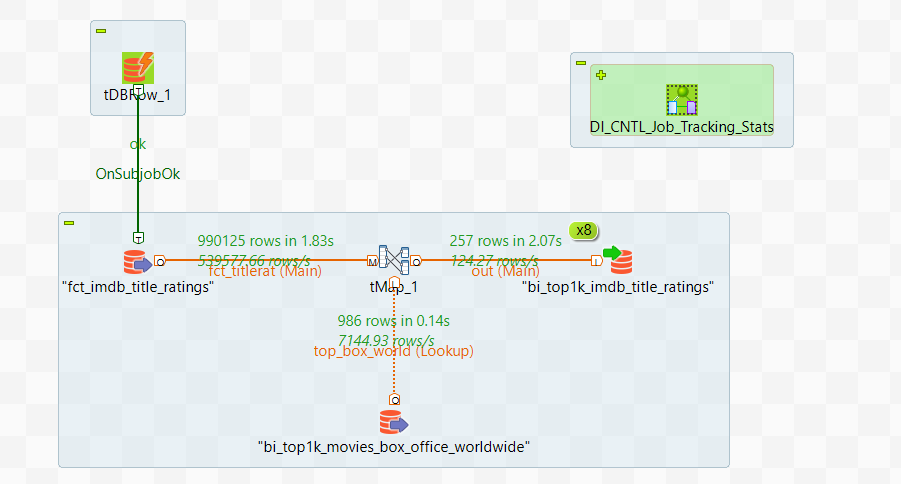 tDBRow_1
ok
OnSubjobOk
DI_CNTL_Job_Tracking_Stats
990125 rows in 1.83s
539577.66 rows/s
fct_titlerat (Main)
257 rows in 2.07s
124.27 rows/s
out (Main)
x8
"fct_imdb_title_ratings"
tMap_1
"bi_top1k_imdb_title_ratings"
986 rows in 0.14s
7144.93 rows/s
top_box_world (Lookup)
"bi_top1k_movies_box_office_worldwide"